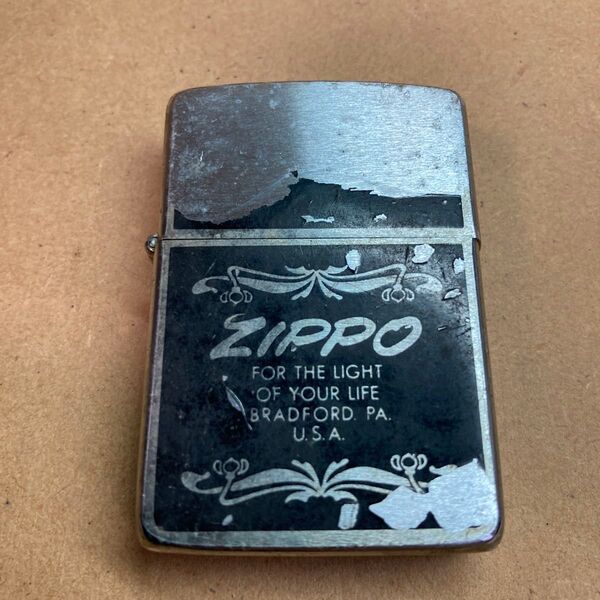 ZIPPO
FOR THE LIGHT
OF YOUR LIFE
BRADFORD. PA.
U.S.A.